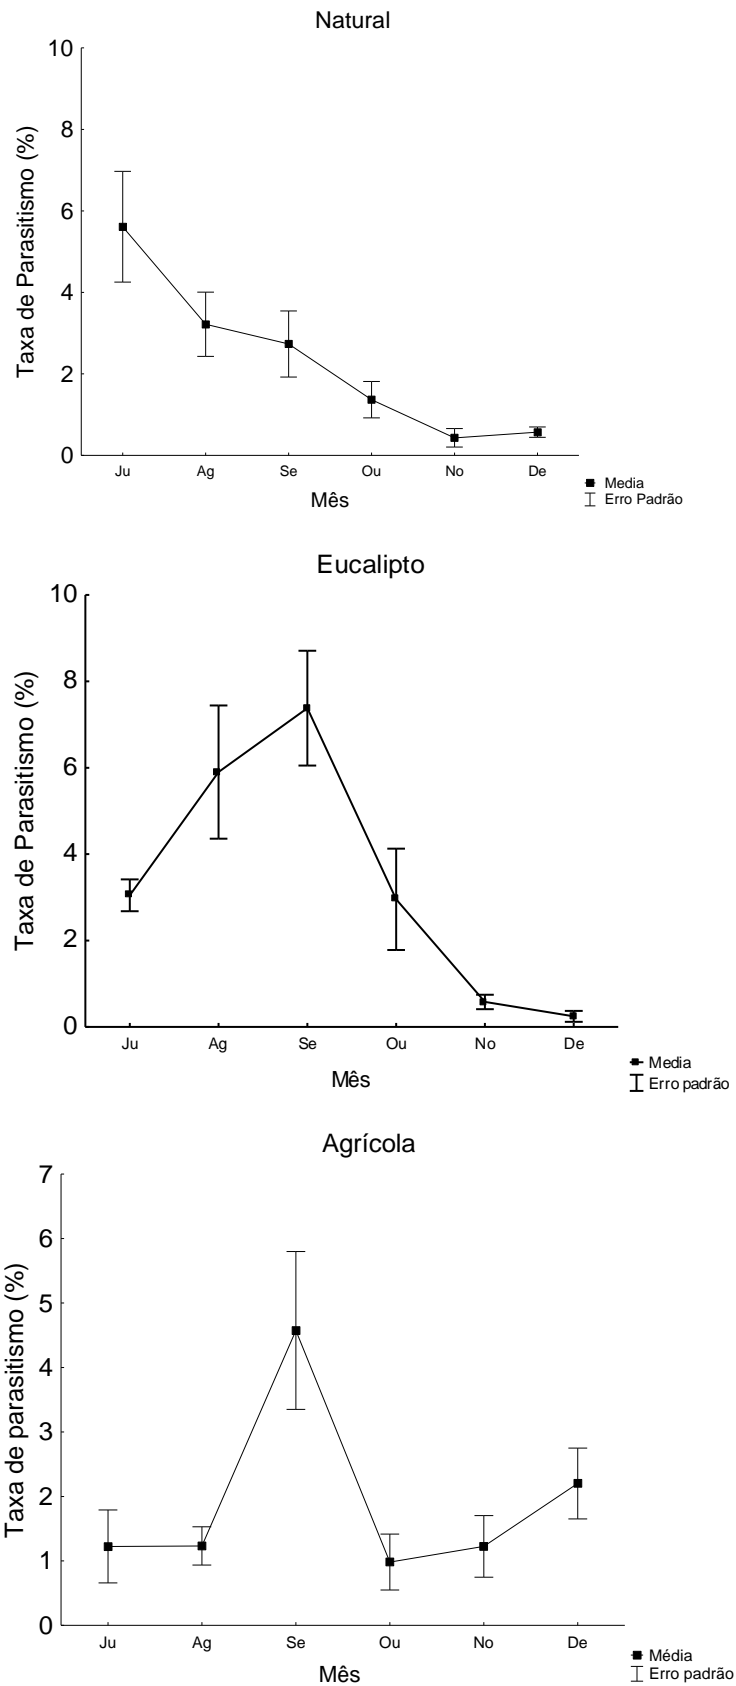 Natural
Taxa de Parasitismo (%)
10
8
6
4
2
0
Ju Ag Se Ou No De
Mês
Media
Erro Padrão
Eucalipto
Taxa de Parasitismo (%)
10
8
6
4
2
0
Ju Ag Se Ou No De
Mês
Media
Erro padrão
Agrícola
Taxa de parasitismo (%)
7
6
5
4
3
2
1
0
Ju Ag Se Ou No De
Mês
Média
Erro padrão